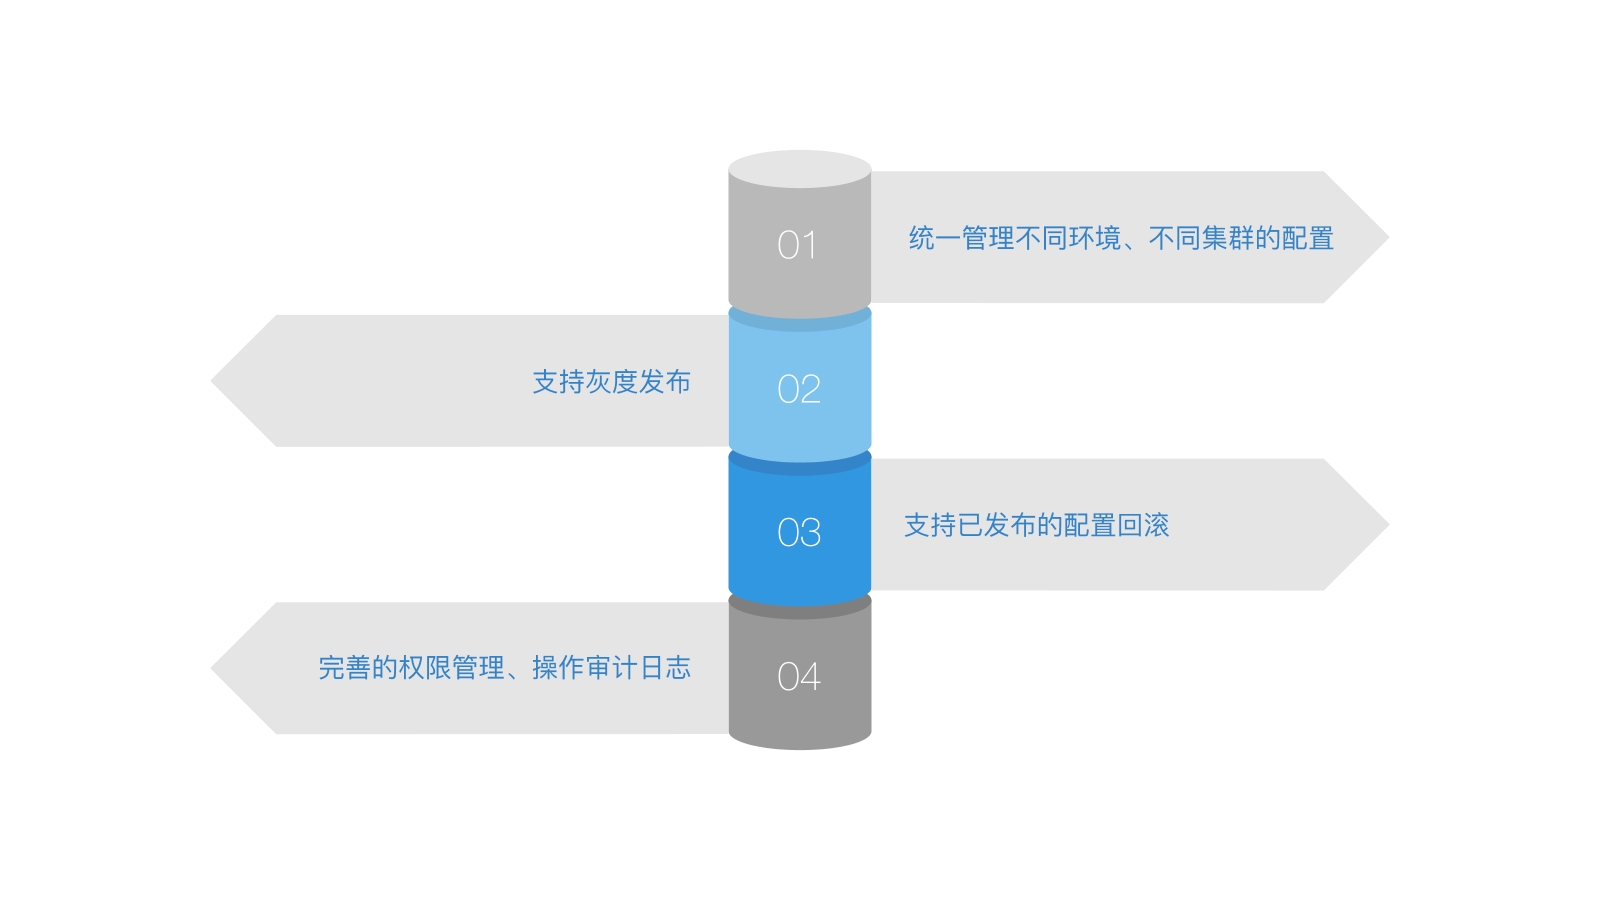 01
统一管理不同环境、不同集群的配置
支持灰度发布
02
03
支持已发布的配置回滚
完善的权限管理、操作审计日志
04